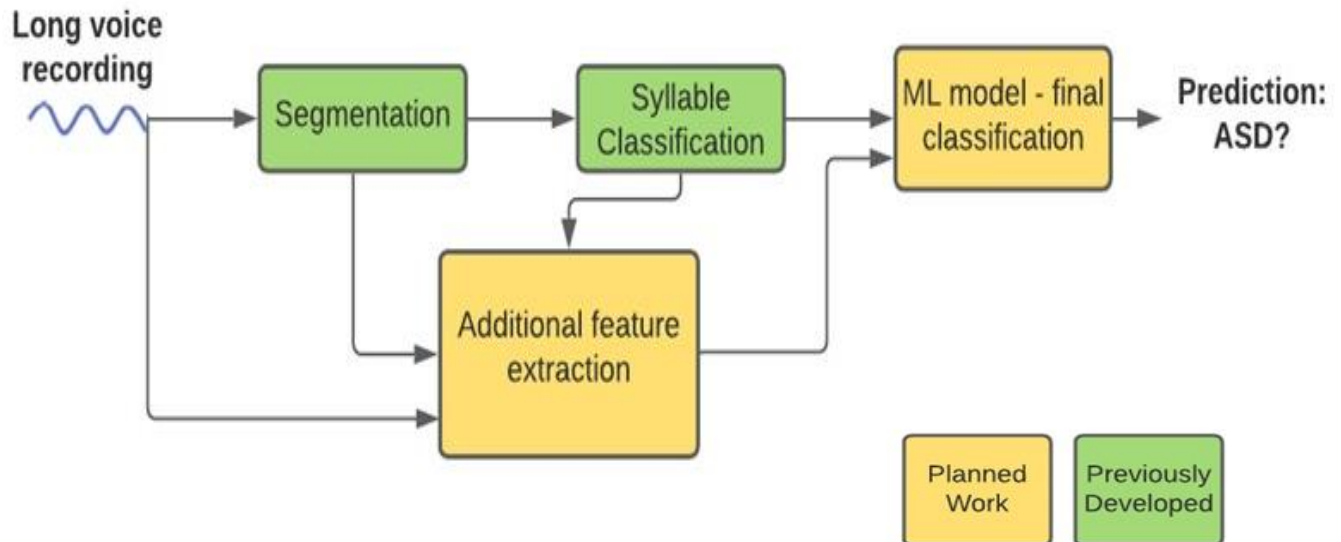 Long voice
recording
Segmentation
Syllable
Classification
ML model - final
classification
Prediction:
ASD?
Additional feature
extraction
Planned
Work
Previously
Developed